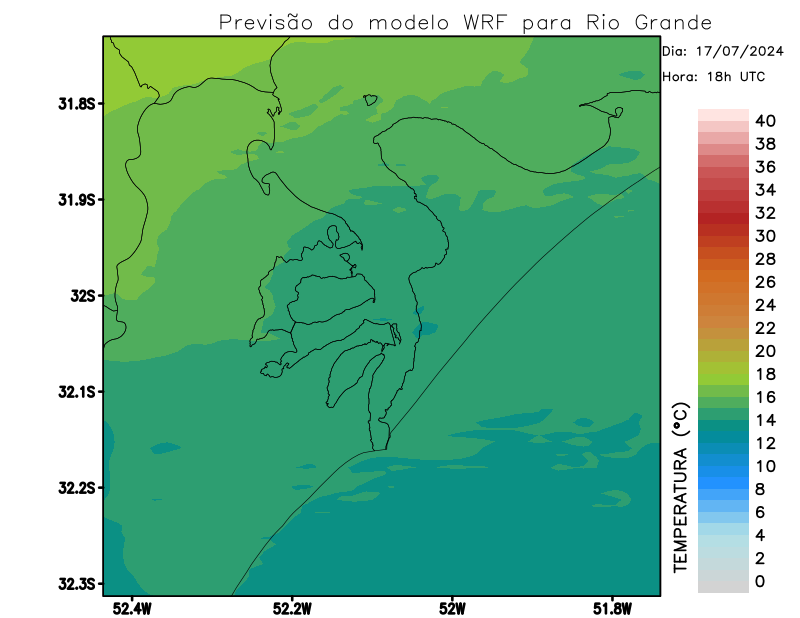 Previsão do modelo WRF para Rio Grande
Dia: 17/07/2024
Hora: 18h UTC
31.8S
31.9S
32S
32.1S
32.2S
32.3S
52.4W
52.2W
52W
51.8W
40
38
36
34
32
30
28
26
24
22
20
18
16
14
12
10
8
6
4
2
0
TEMPERATURA (°C)